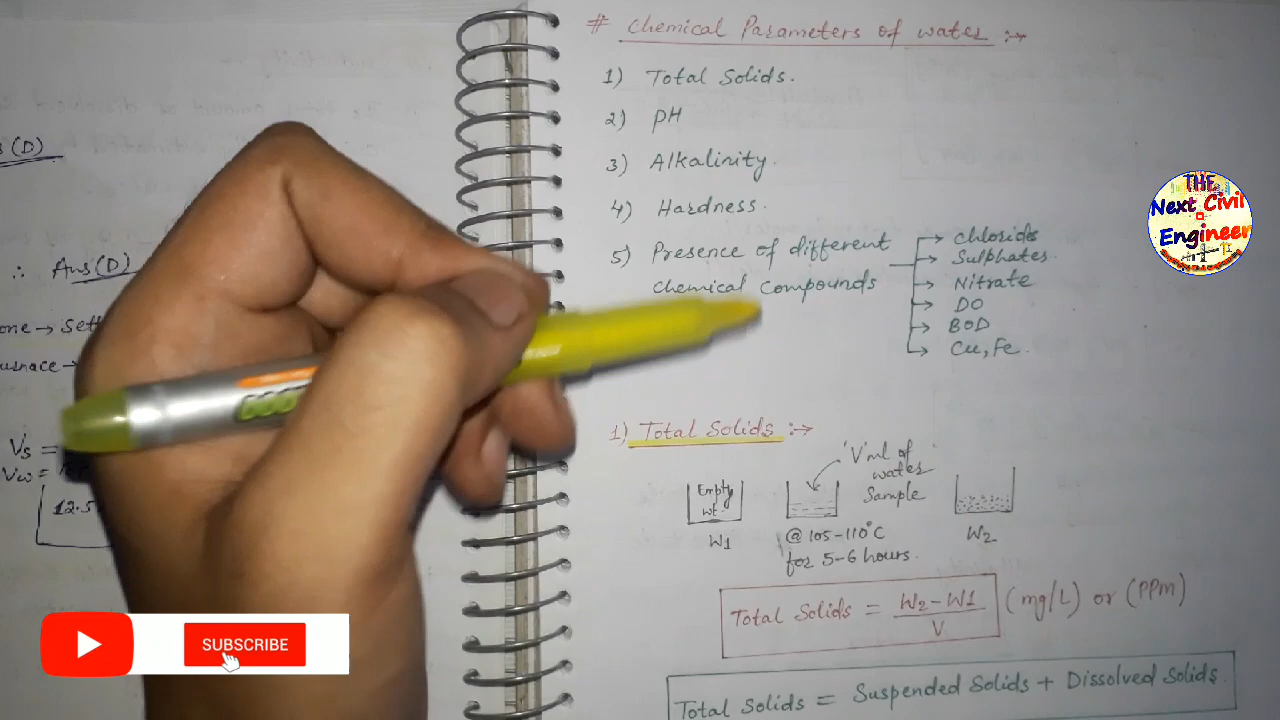 # Chemical Parameters of water :→
1) Total Solids.
2) PH
3) Alkalinity.
4) Hardness.
5) Presence of different
chemical compounds
→ Chlorides
→ Sulphates.
→ Nitrate
→ DO
→ BOD
→ Cu, Fe.
1) Total Solids :→
Empty
wt
W1
'V' ml of
water
Sample
@ 105-110°C
for 5-6 hours.
W2
Total Solids = (W2 - W1) / V (mg/L) or (PPm)
Total Solids = Suspended Solids + Dissolved Solids.
(D)
∴ Ans(D)
Vs =
Vw =
12.5
THE
Next Civil
Engineer
SUBSCRIBE